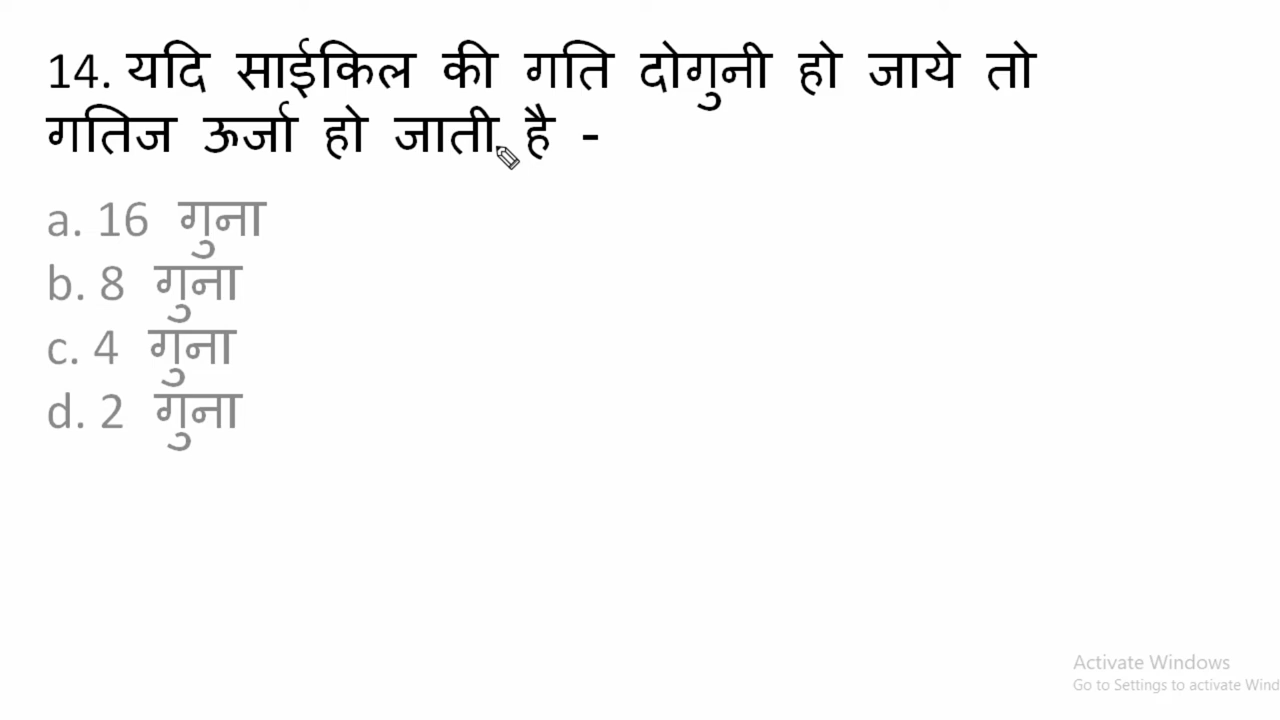 14. यदि साईकिल की गति दोगुनी हो जाये तो
गतिज ऊर्जा हो जाती है -
a. 16 गुना
b. 8 गुना
c. 4 गुना
d. 2 गुना
Activate Windows
Go to Settings to activate Wind